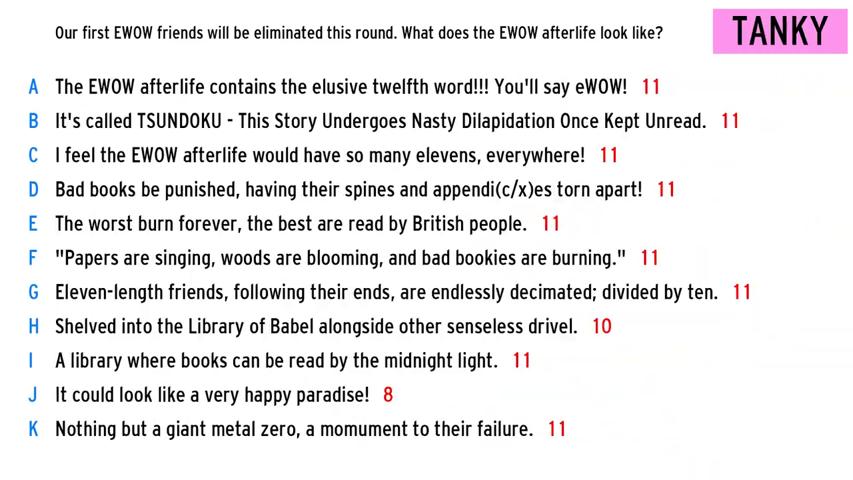 Our first EWOW friends will be eliminated this round. What does the EWOW afterlife look like?
TANKY
A The EWOW afterlife contains the elusive twelfth word!!! You'll say eWOW! 11
B It's called TSUNDOKU - This Story Undergoes Nasty Dilapidation Once Kept Unread. 11
C I feel the EWOW afterlife would have so many elevens, everywhere! 11
D Bad books be punished, having their spines and appendi(c/x)es torn apart! 11
E The worst burn forever, the best are read by British people. 11
F "Papers are singing, woods are blooming, and bad bookies are burning." 11
G Eleven-length friends, following their ends, are endlessly decimated; divided by ten. 11
H Shelved into the Library of Babel alongside other senseless drivel. 10
I A library where books can be read by the midnight light. 11
J It could look like a very happy paradise! 8
K Nothing but a giant metal zero, a momument to their failure. 11